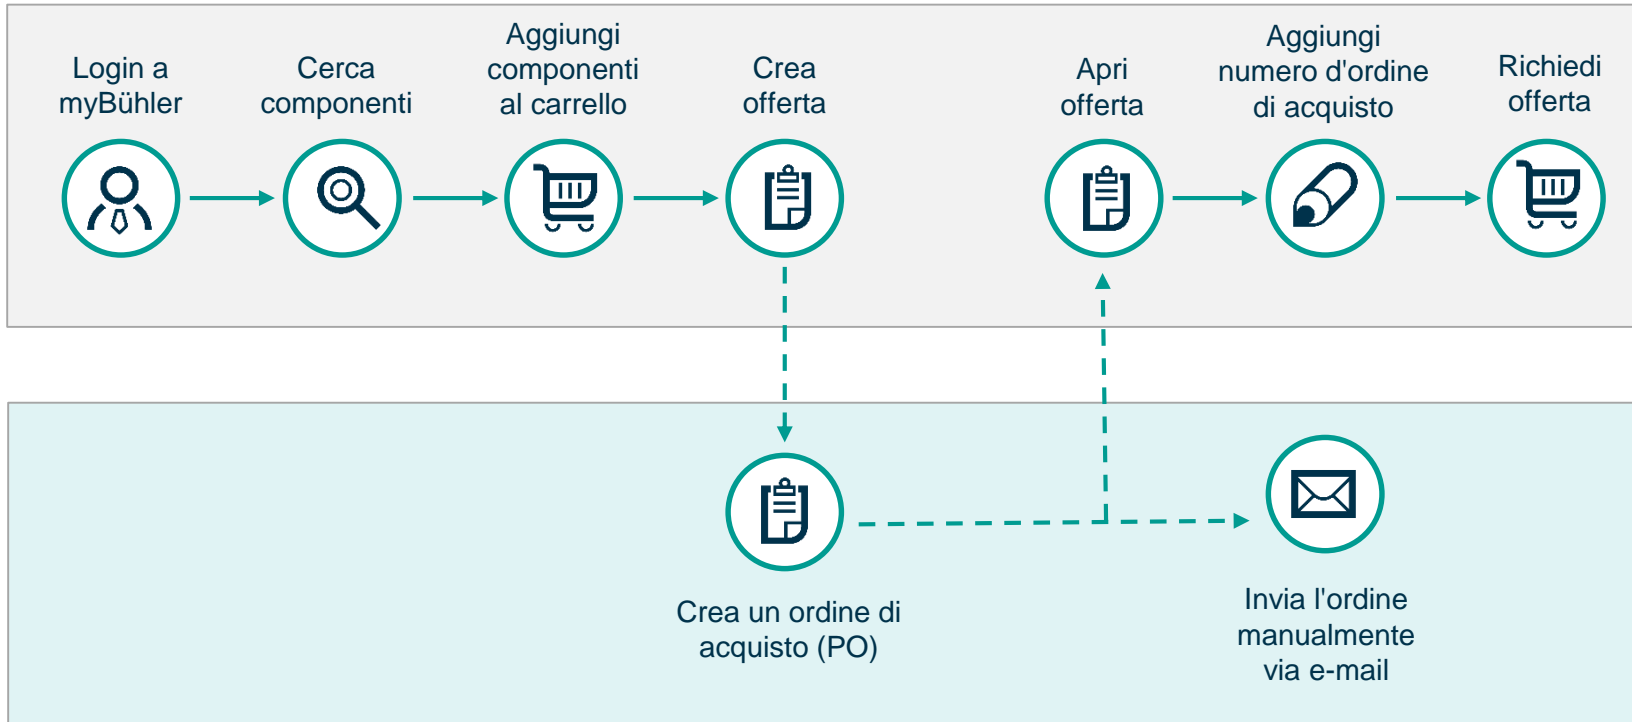 Login a
myBühler
Cerca
componenti
Aggiungi
componenti
al carrello
Crea
offerta
Apri
offerta
Aggiungi
numero d'ordine
di acquisto
Richiedi
offerta
Crea un ordine di
acquisto (PO)
Invia l'ordine
manualmente
via e-mail